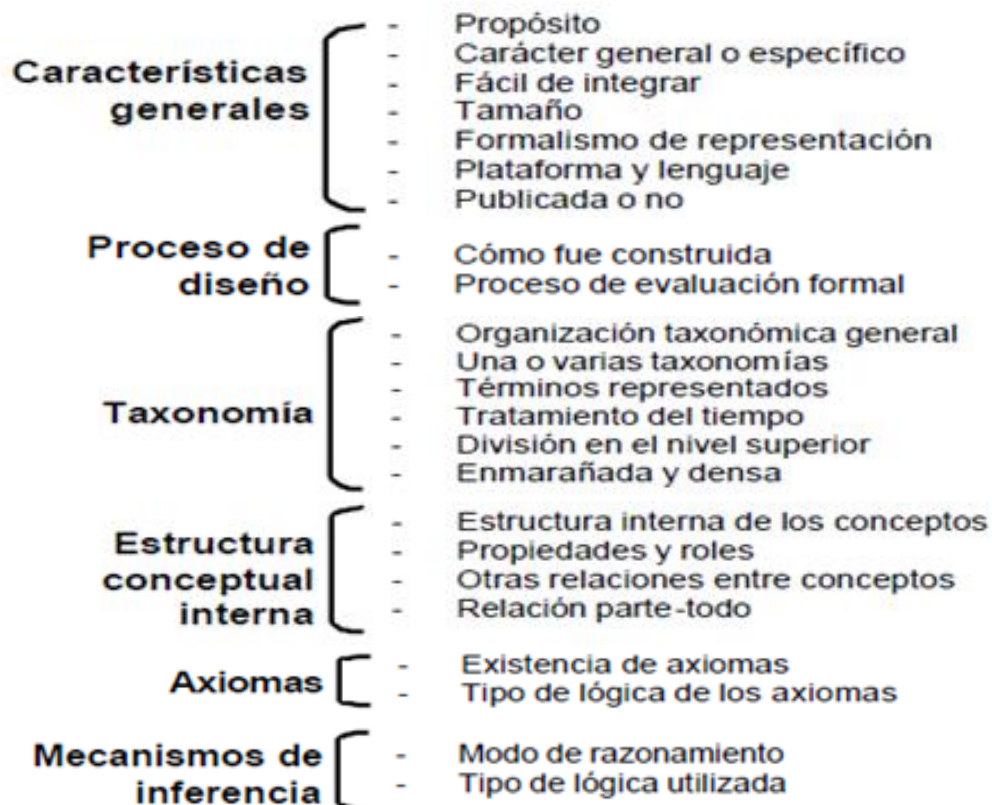 Características generales
- Propósito
- Carácter general o específico
- Fácil de integrar
- Tamaño
- Formalismo de representación
- Plataforma y lenguaje
- Publicada o no
Proceso de diseño
- Cómo fue construida
- Proceso de evaluación formal
Taxonomía
- Organización taxonómica general
- Una o varias taxonomías
- Términos representados
- Tratamiento del tiempo
- División en el nivel superior
- Enmarañada y densa
Estructura conceptual interna
- Estructura interna de los conceptos
- Propiedades y roles
- Otras relaciones entre conceptos
- Relación parte-todo
Axiomas
- Existencia de axiomas
- Tipo de lógica de los axiomas
Mecanismos de inferencia
- Modo de razonamiento
- Tipo de lógica utilizada